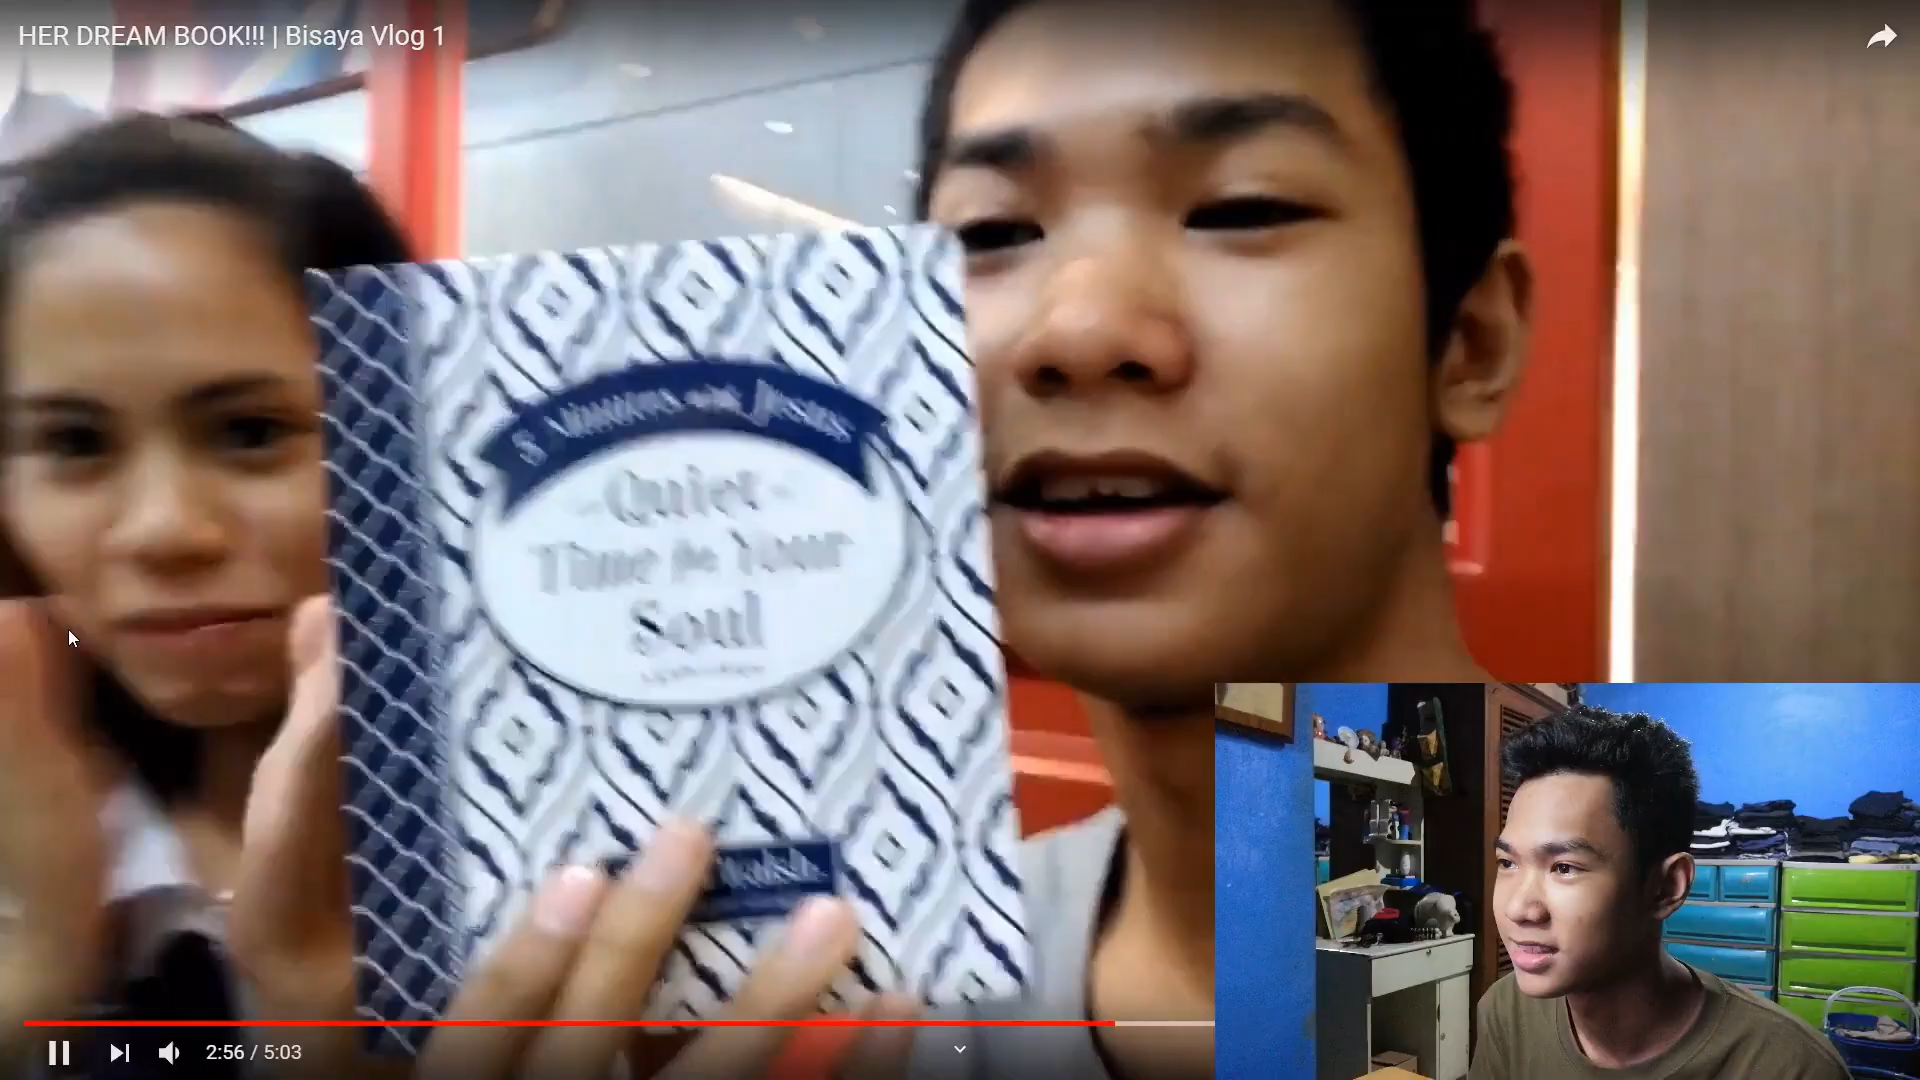 HER DREAM BOOK!!! | Bisaya Vlog 1
5 Minutes with Jesus
Quiet
Time for Your
Soul
Walsh
2:56 / 5:03